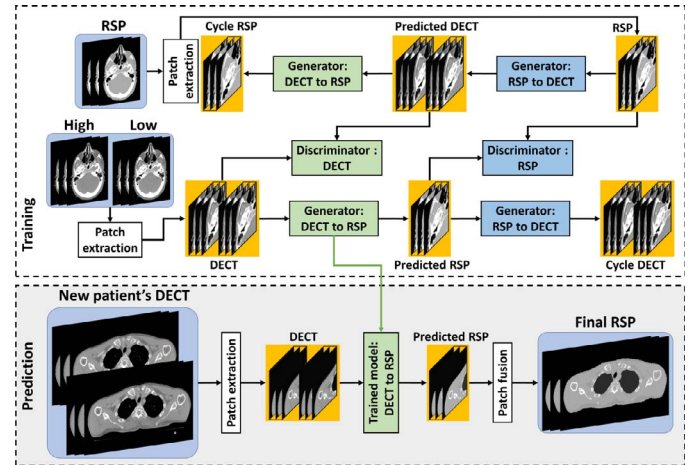 RSP
Patch
extraction
Cycle RSP
Generator:
DECT to RSP
Predicted DECT
Generator:
RSP to DECT
RSP
High
Low
Discriminator :
DECT
Discriminator :
RSP
Training
Patch
extraction
DECT
Generator:
DECT to RSP
Predicted RSP
Generator:
RSP to DECT
Cycle DECT
Prediction
New patient's DECT
Patch extraction
DECT
Trained model:
DECT to RSP
Predicted RSP
Patch fusion
Final RSP